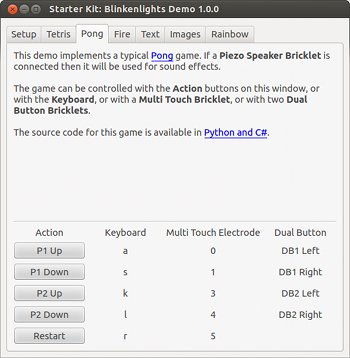 Starter Kit: Blinkenlights Demo 1.0.0
Setup Tetris Pong Fire Text Images Rainbow
This demo implements a typical Pong game. If a Piezo Speaker Bricklet is
connected then it will be used for sound effects.
The game can be controlled with the Action buttons on this window, or
with the Keyboard, or with a Multi Touch Bricklet, or with two Dual
Button Bricklets.
The source code for this game is available in Python and C#.
Action Keyboard Multi Touch Electrode Dual Button
P1 Up a 0 DB1 Left
P1 Down s 1 DB1 Right
P2 Up k 3 DB2 Left
P2 Down l 4 DB2 Right
Restart r 5